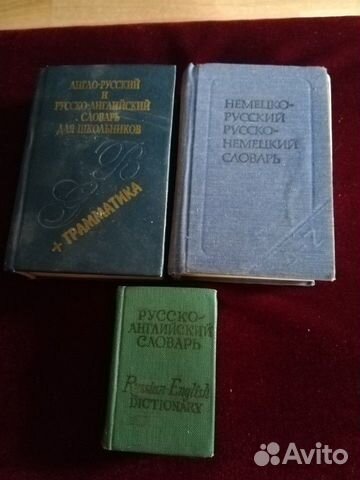 АНГЛО-РУССКИЙ
И
РУССКО-АНГЛИЙСКИЙ
СЛОВАРЬ
ДЛЯ ШКОЛЬНИКОВ
+ ГРАММАТИКА
НЕМЕЦКО-
РУССКИЙ
РУССКО-
НЕМЕЦКИЙ
СЛОВАРЬ
РУССКО-
АНГЛИЙСКИЙ
СЛОВАРЬ
Russian-English
DICTIONARY
Avito